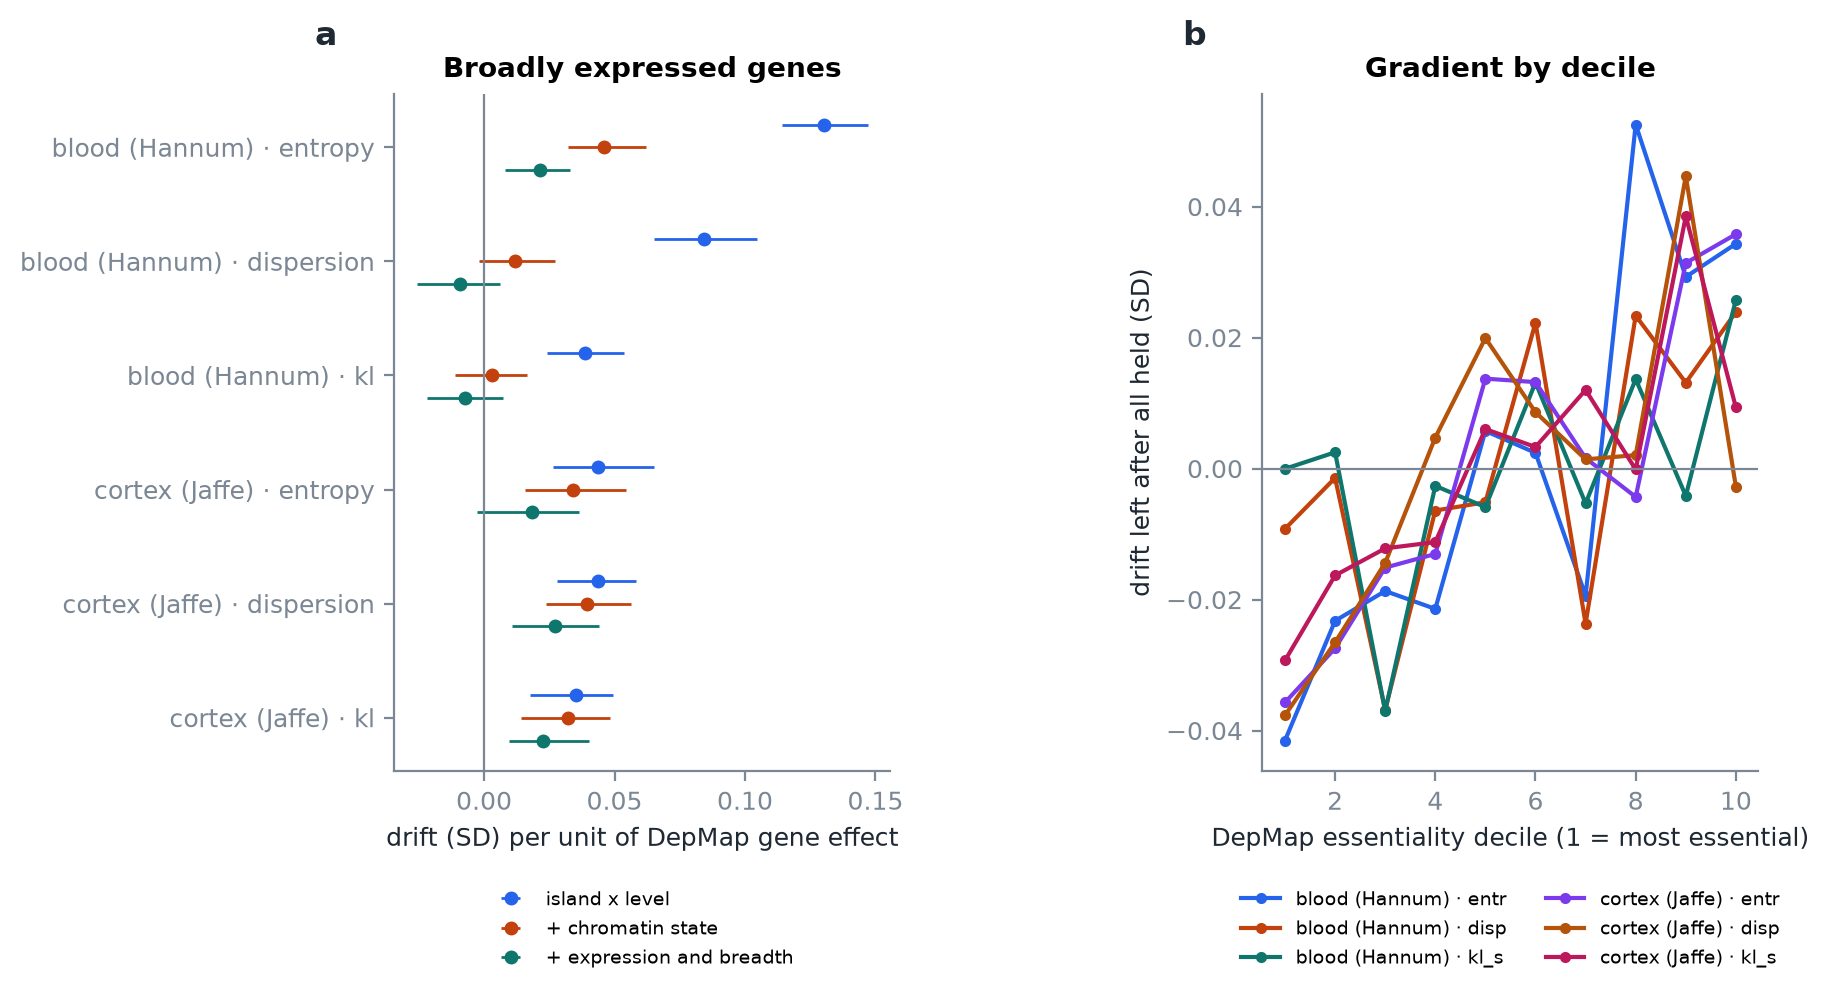 a
Broadly expressed genes
blood (Hannum) · entropy
blood (Hannum) · dispersion
blood (Hannum) · kl
cortex (Jaffe) · entropy
cortex (Jaffe) · dispersion
cortex (Jaffe) · kl
0.00 0.05 0.10 0.15
drift (SD) per unit of DepMap gene effect
island x level
+ chromatin state
+ expression and breadth
b
Gradient by decile
drift left after all held (SD)
0.04
0.02
0.00
−0.02
−0.04
2 4 6 8 10
DepMap essentiality decile (1 = most essential)
blood (Hannum) · entr
blood (Hannum) · disp
blood (Hannum) · kl_s
cortex (Jaffe) · entr
cortex (Jaffe) · disp
cortex (Jaffe) · kl_s